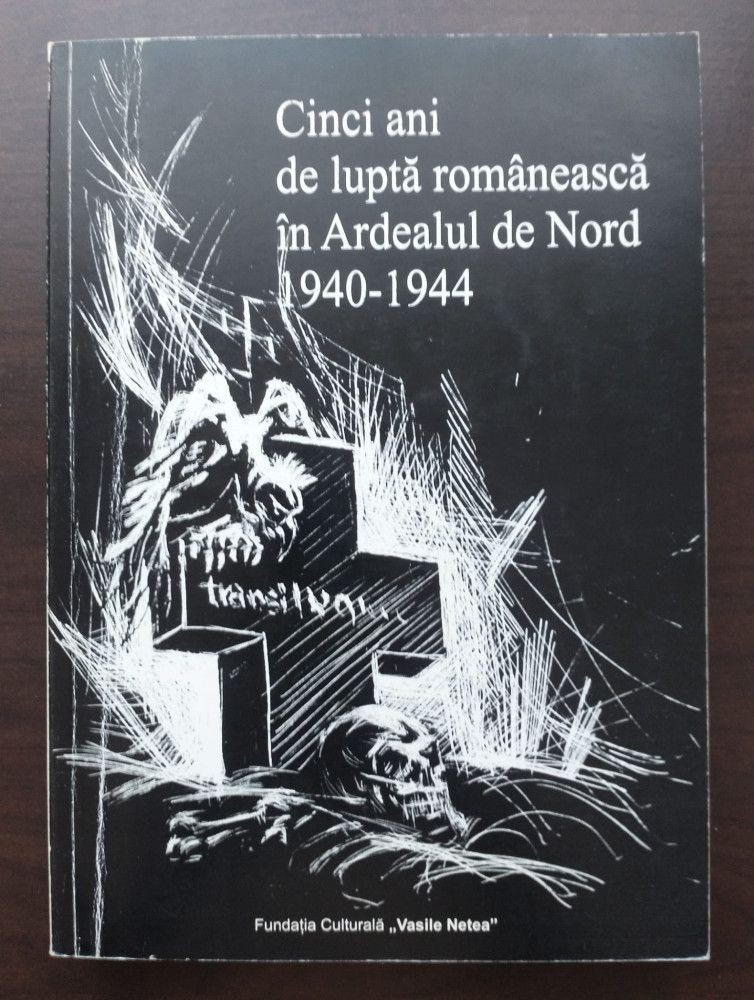 Cinci ani
de luptă românească
în Ardealul de Nord
1940-1944
Fundația Culturală „Vasile Netea”